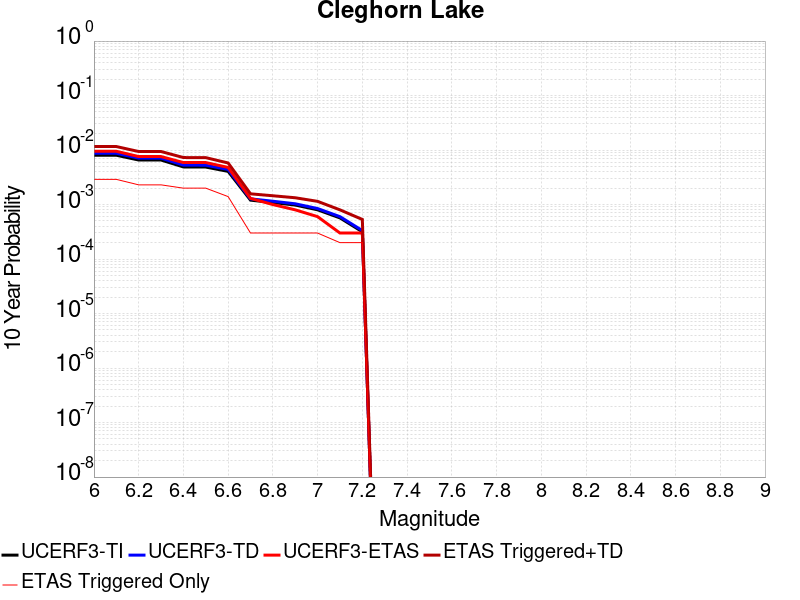 Cleghorn Lake
10^0
10^-1
10^-2
10^-3
10^-4
10^-5
10^-6
10^-7
10^-8
10 Year Probability
6 6.2 6.4 6.6 6.8 7 7.2 7.4 7.6 7.8 8 8.2 8.4 8.6 8.8 9
Magnitude
UCERF3-TI UCERF3-TD UCERF3-ETAS ETAS Triggered+TD
ETAS Triggered Only